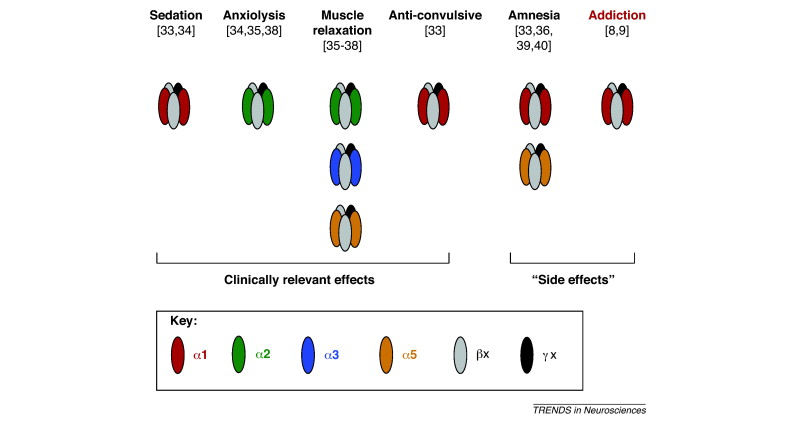 Sedation
[33,34]
Anxiolysis
[34,35,38]
Muscle
relaxation
[35-38]
Anti-convulsive
[33]
Amnesia
[33,36,
39,40]
Addiction
[8,9]
Clinically relevant effects
“Side effects”
Key:
α1
α2
α3
α5
βx
γx
TRENDS in Neurosciences